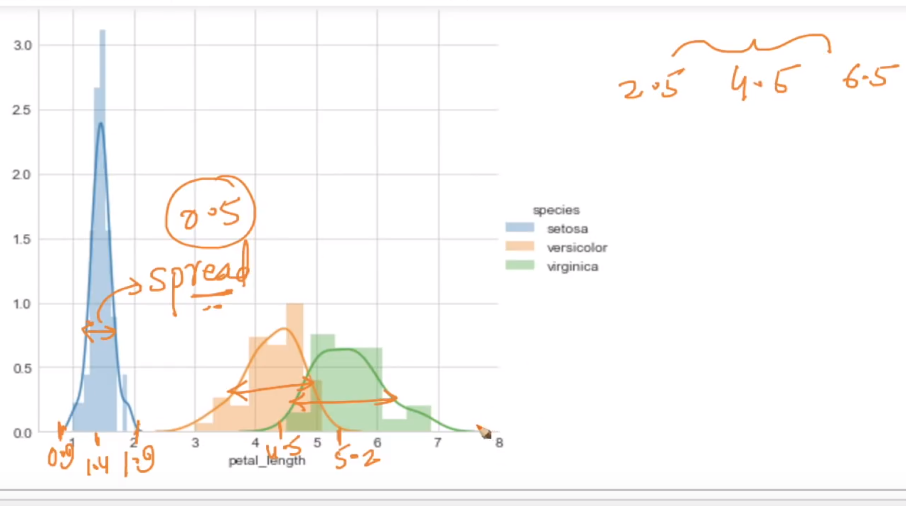 3.0
2.5
2.0
1.5
1.0
0.5
0.0
1 2 3 4 5 6 7 8
petal_length
species
setosa
versicolor
virginica
2.5 4.5 6.5
0.5
spread
0.9 1.4 1.9 4.5 5.2